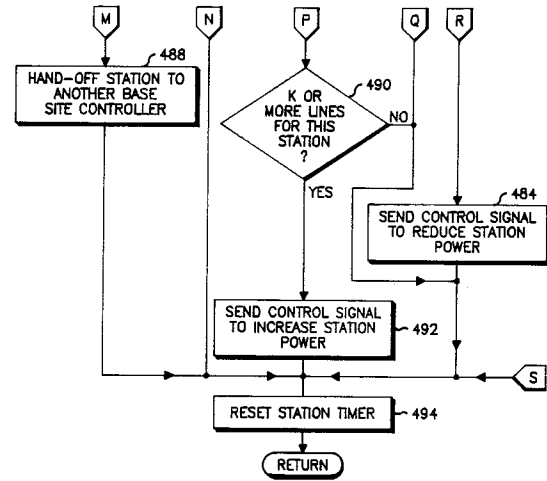 M
N
P
Q
R
488
HAND-OFF STATION TO
ANOTHER BASE
SITE CONTROLLER
490
K OR
MORE LINES
FOR THIS
STATION
?
NO
YES
484
SEND CONTROL SIGNAL
TO REDUCE STATION
POWER
SEND CONTROL SIGNAL
TO INCREASE STATION
POWER
492
S
RESET STATION TIMER
494
RETURN